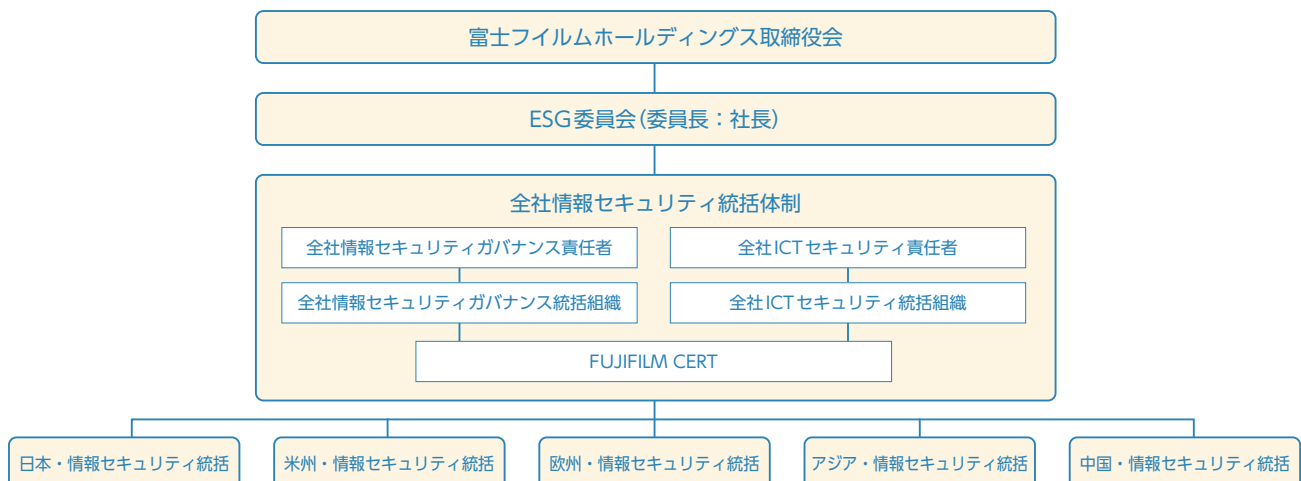 富士フイルムホールディングス取締役会
ESG委員会(委員長：社長)
全社情報セキュリティ統括体制
全社情報セキュリティガバナンス責任者
全社ICTセキュリティ責任者
全社情報セキュリティガバナンス統括組織
全社ICTセキュリティ統括組織
FUJIFILM CERT
日本・情報セキュリティ統括
米州・情報セキュリティ統括
欧州・情報セキュリティ統括
アジア・情報セキュリティ統括
中国・情報セキュリティ統括